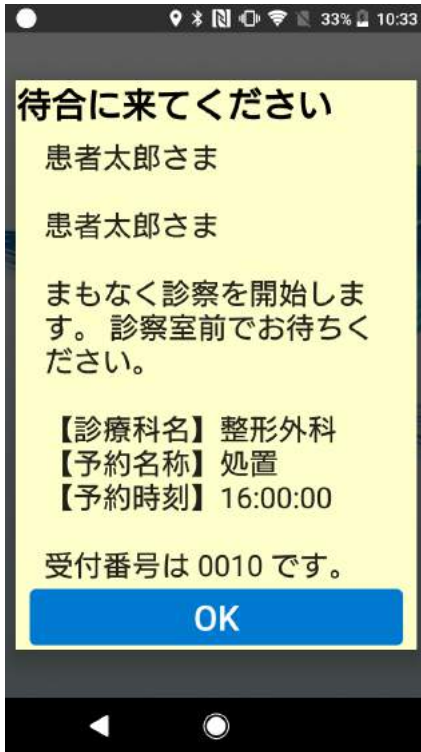 33% 10:33
待合に来てください
患者太郎さま
患者太郎さま
まもなく診察を開始しま
す。 診察室前でお待ちく
ださい。
【診療科名】整形外科
【予約名称】処置
【予約時刻】16:00:00
受付番号は 0010 です。
OK